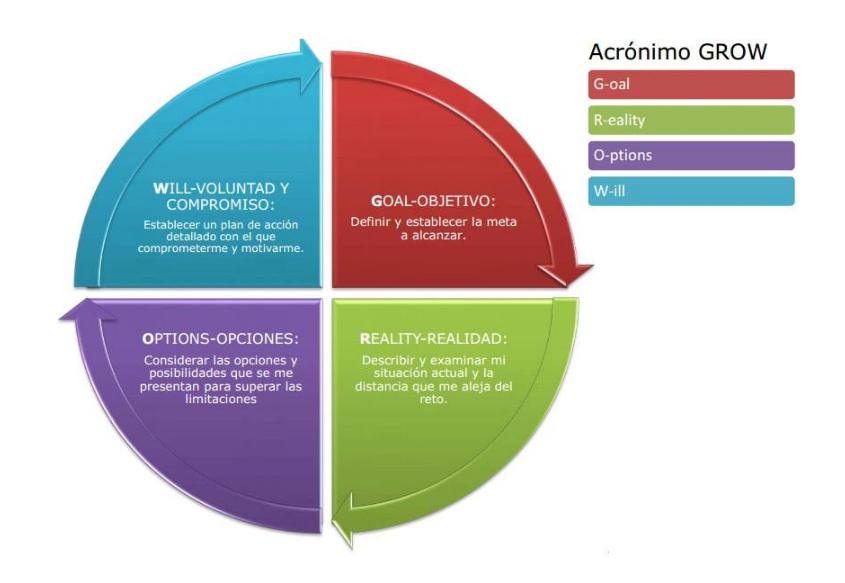 Acrónimo GROW
G-oal
R-eality
O-ptions
W-ill
WILL-VOLUNTAD Y
COMPROMISO:
Establecer un plan de acción
detallado con el que
comprometerme y motivarme.
GOAL-OBJETIVO:
Definir y establecer la meta
a alcanzar.
OPTIONS-OPCIONES:
Considerar las opciones y
posibilidades que se me
presentan para superar las
limitaciones
REALITY-REALIDAD:
Describir y examinar mi
situación actual y la
distancia que me aleja del
reto.